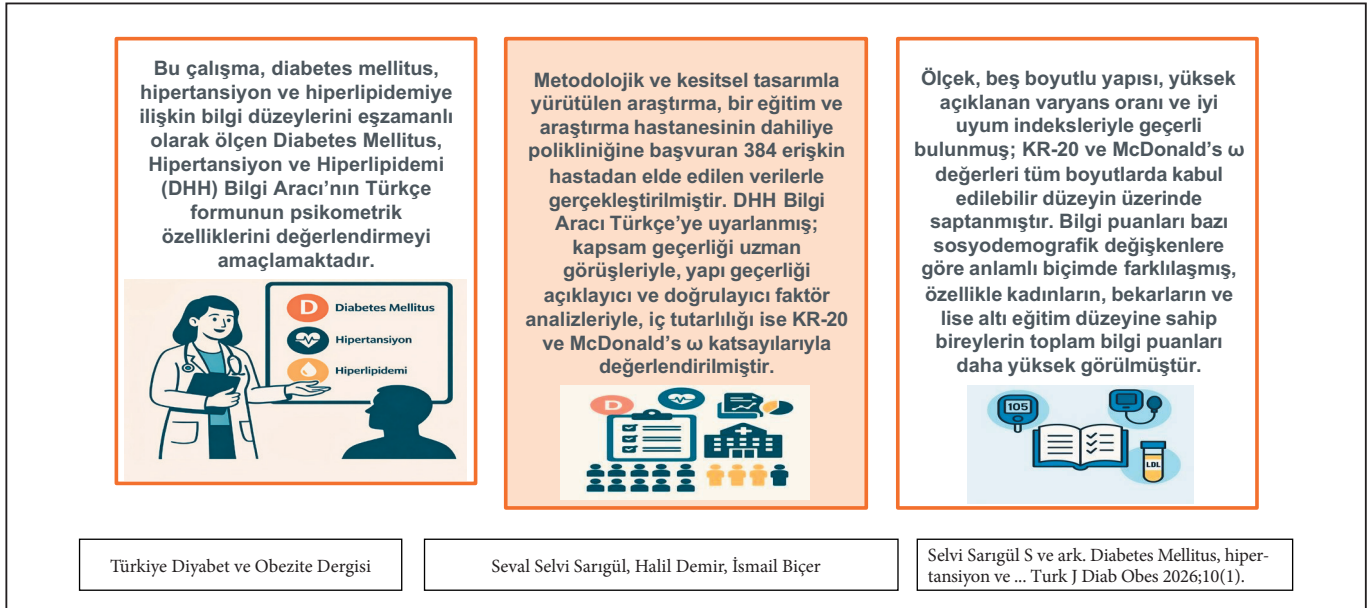 Bu çalışma, diabetes mellitus,
hipertansiyon ve hiperlipidemiye
ilişkin bilgi düzeylerini eşzamanlı
olarak ölçen Diabetes Mellitus,
Hipertansiyon ve Hiperlipidemi
(DHH) Bilgi Aracı’nın Türkçe
formunun psikometrik
özelliklerini değerlendirmeyi
amaçlamaktadır.
D Diabetes Mellitus
Hipertansiyon
Hiperlipidemi
Metodolojik ve kesitsel tasarımla
yürütülen araştırma, bir eğitim ve
araştırma hastanesinin dahiliye
polikliniğine başvuran 384 erişkin
hastadan elde edilen verilerle
gerçekleştirilmiştir. DHH Bilgi
Aracı Türkçe’ye uyarlanmış;
kapsam geçerliği uzman
görüşleriyle, yapı geçerliği
açıklayıcı ve doğrulayıcı faktör
analizleriyle, iç tutarlılığı ise KR-20
ve McDonald’s ω katsayılarıyla
değerlendirilmiştir.
D
Ölçek, beş boyutlu yapısı, yüksek
açıklanan varyans oranı ve iyi
uyum indeksleriyle geçerli
bulunmuş; KR-20 ve McDonald’s ω
değerleri tüm boyutlarda kabul
edilebilir düzeyin üzerinde
saptanmıştır. Bilgi puanları bazı
sosyodemografik değişkenlere
göre anlamlı biçimde farklılaşmış,
özellikle kadınların, bekarların ve
lise altı eğitim düzeyine sahip
bireylerin toplam bilgi puanları
daha yüksek görülmüştür.
105
LDL
Türkiye Diyabet ve Obezite Dergisi
Seval Selvi Sarıgül, Halil Demir, İsmail Biçer
Selvi Sarıgül S ve ark. Diabetes Mellitus, hiper-
tansiyon ve ... Turk J Diab Obes 2026;10(1).